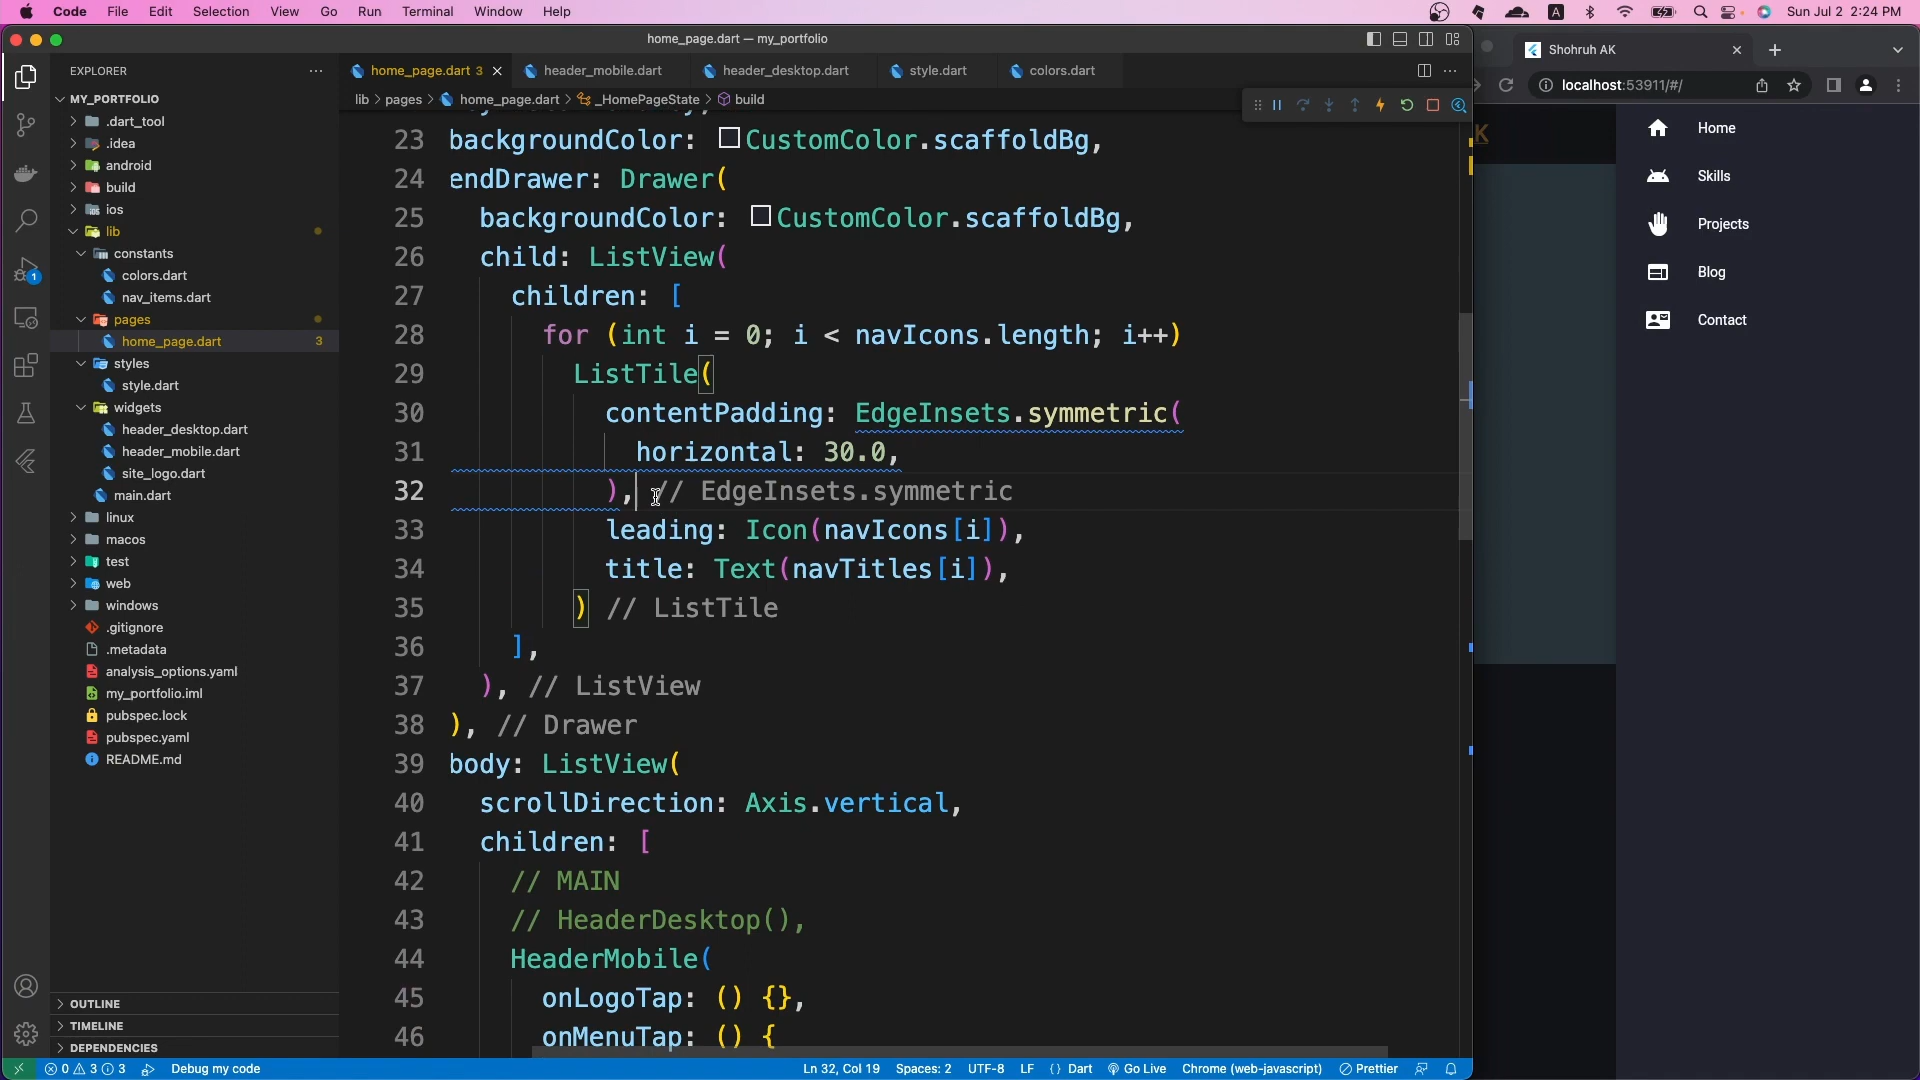 Code File Edit Selection View Go Run Terminal Window Help
A
Sun Jul 2 2:24 PM
home_page.dart — my_portfolio
EXPLORER
MY_PORTFOLIO
.dart_tool
.idea
android
build
ios
lib
constants
colors.dart
nav_items.dart
pages
home_page.dart 3
styles
style.dart
widgets
header_desktop.dart
header_mobile.dart
site_logo.dart
main.dart
linux
macos
test
web
windows
.gitignore
.metadata
analysis_options.yaml
my_portfolio.iml
pubspec.lock
pubspec.yaml
README.md
OUTLINE
TIMELINE
DEPENDENCIES
1
home_page.dart 3 header_mobile.dart header_desktop.dart style.dart colors.dart
lib > pages > home_page.dart > _HomePageState > build
23 backgroundColor: CustomColor.scaffoldBg,
24 endDrawer: Drawer(
25 backgroundColor: CustomColor.scaffoldBg,
26 child: ListView(
27 children: [
28 for (int i = 0; i < navIcons.length; i++)
29 ListTile(
30 contentPadding: EdgeInsets.symmetric(
31 horizontal: 30.0,
32 ), // EdgeInsets.symmetric
33 leading: Icon(navIcons[i]),
34 title: Text(navTitles[i]),
35 ) // ListTile
36 ],
37 ), // ListView
38 ), // Drawer
39 body: ListView(
40 scrollDirection: Axis.vertical,
41 children: [
42 // MAIN
43 // HeaderDesktop(),
44 HeaderMobile(
45 onLogoTap: () {},
46 onMenuTap: () {
0 3 3 Debug my code Ln 32, Col 19 Spaces: 2 UTF-8 LF {} Dart Go Live Chrome (web-javascript) Prettier
Shohruh AK
localhost:53911/#/
K
Home
Skills
Projects
Blog
Contact